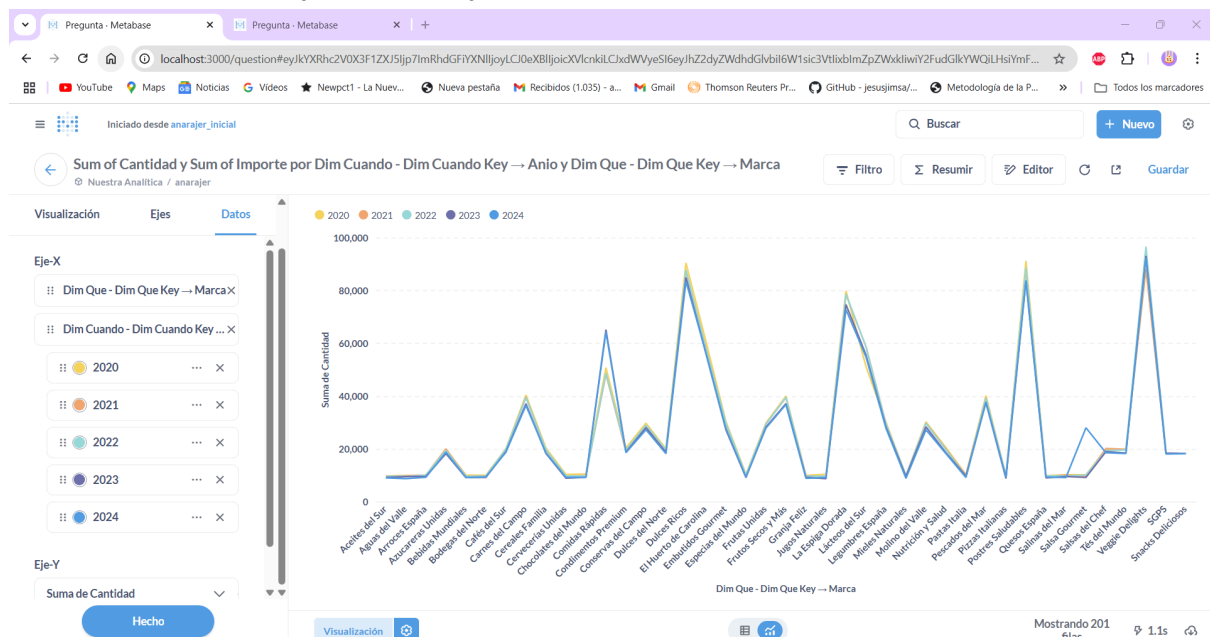 Pregunta · Metabase
Pregunta · Metabase
localhost:3000/question#eyJkYXRhc2V0X3F1ZXJ5Ijp7ImRhdGFiYXNlIjoyLCJ0eXBlIjoicXVlcnkiLCJxdWVyeSI6eyJhZ2dyZWdhdGlvbiI6W1sic3VtIixbImZpZWxkIiwiY2FudGlkYWQiLHsiYmF...
YouTube
Maps
Noticias
Vídeos
Newpct1 - La Nuev...
Nueva pestaña
Recibidos (1.035) - a...
Gmail
Thomson Reuters Pr...
GitHub - jesusjimsa/...
Metodología de la P...
»
Todos los marcadores
Iniciado desde anarajer_inicial
Buscar
+ Nuevo
Sum of Cantidad y Sum of Importe por Dim Cuando - Dim Cuando Key → Anio y Dim Que - Dim Que Key → Marca
Nuestra Analítica / anarajer
Filtro
Resumir
Editor
Guardar
Visualización
Ejes
Datos
Eje-X
Dim Que - Dim Que Key → Marca
Dim Cuando - Dim Cuando Key ...
2020
2021
2022
2023
2024
Eje-Y
Suma de Cantidad
Hecho
2020 2021 2022 2023 2024
100,000
80,000
60,000
40,000
20,000
0
Suma de Cantidad
Aceites del Sur
Aguas del Valle
Arroces España
Azucareras Unidas
Bebidas Mundiales
Bodegas del Norte
Cafés del Sur
Carnes del Campo
Cereales Familia
Cervecerías Unidas
Chocolates del Mundo
Comidas Rápidas
Condimentos Premium
Conservas del Campo
Dulces del Norte
Dulces Ricos
El Huerto de Carolina
Embutidos Gourmet
Especias del Mundo
Frutas Unidas
Frutos Secos y Más
Granja Feliz
Jugos Naturales
La Espiga Dorada
Lácteos del Sur
Legumbres España
Mieles Naturales
Molino del Valle
Nutrición y Salud
Pastas Italia
Pescados del Mar
Pizzas Italianas
Postres Saludables
Quesos España
Salinas del Mar
Salsa Gourmet
Salsas del Chef
Tés del Mundo
Veggie Delights
SGPS
Snacks Deliciosos
Dim Que - Dim Que Key → Marca
Visualización
Mostrando 201
filas
1.1s